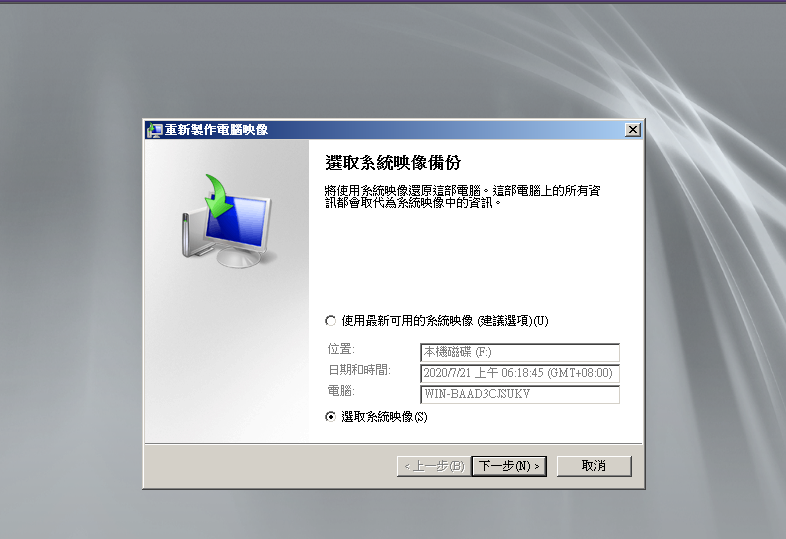 重新製作電腦映像
選取系統映像備份
將使用系統映像還原這部電腦。這部電腦上的所有資
訊都會取代為系統映像中的資訊。
使用最新可用的系統映像 (建議選項)(U)
位置: 本機磁碟 (F:)
日期和時間: 2020/7/21 上午 06:18:45 (GMT+08:00)
電腦: WIN-BAAD3CJSUKV
選取系統映像(S)
< 上一步(B) 下一步(N) > 取消